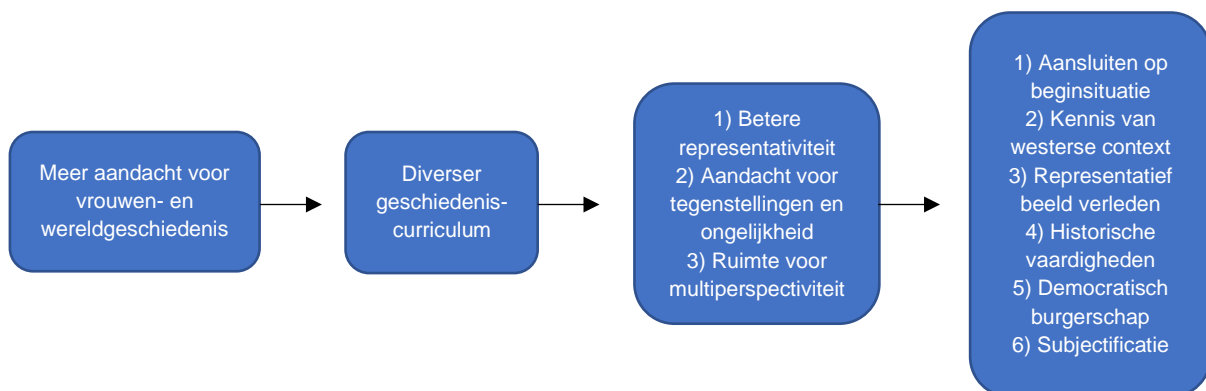 Meer aandacht voor
vrouwen- en
wereldgeschiedenis
Diverser
geschiedenis-
curriculum
1) Betere
representativiteit
2) Aandacht voor
tegenstellingen en
ongelijkheid
3) Ruimte voor
multiperspectiviteit
1) Aansluiten op
beginsituatie
2) Kennis van
westerse context
3) Representatief
beeld verleden
4) Historische
vaardigheden
5) Democratisch
burgerschap
6) Subjectificatie